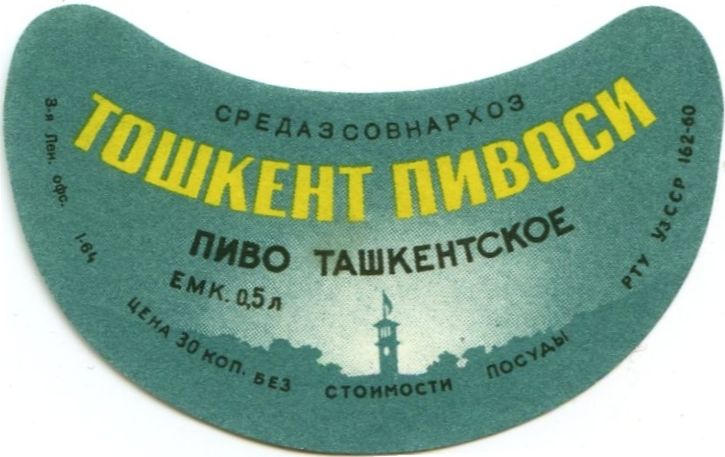 СРЕДАЗСОВНАРХОЗ
ТОШКЕНТ ПИВОСИ
ПИВО ТАШКЕНТСКОЕ
ЕМК. 0,5 л
ЦЕНА 30 КОП. БЕЗ СТОИМОСТИ ПОСУДЫ
РТУ УЗССР 162-60
3-я Лен. офс. 1-64